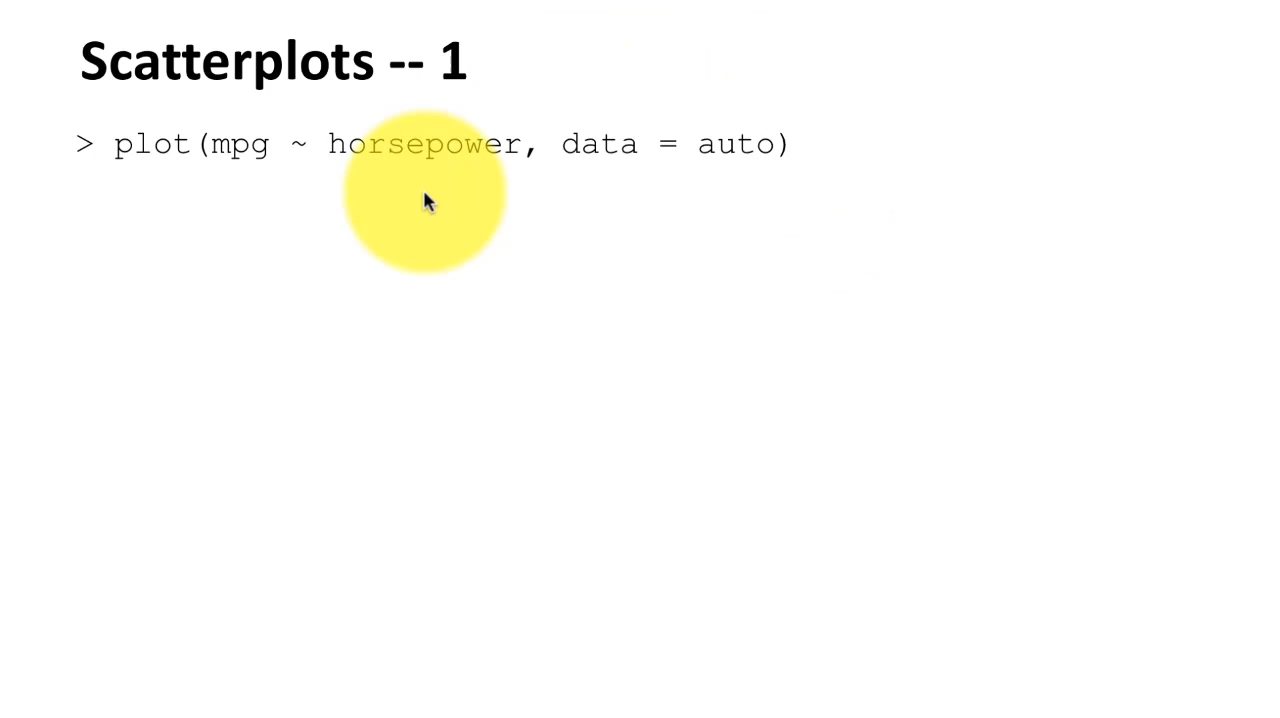 Scatterplots -- 1
> plot(mpg ~ horsepower, data = auto)